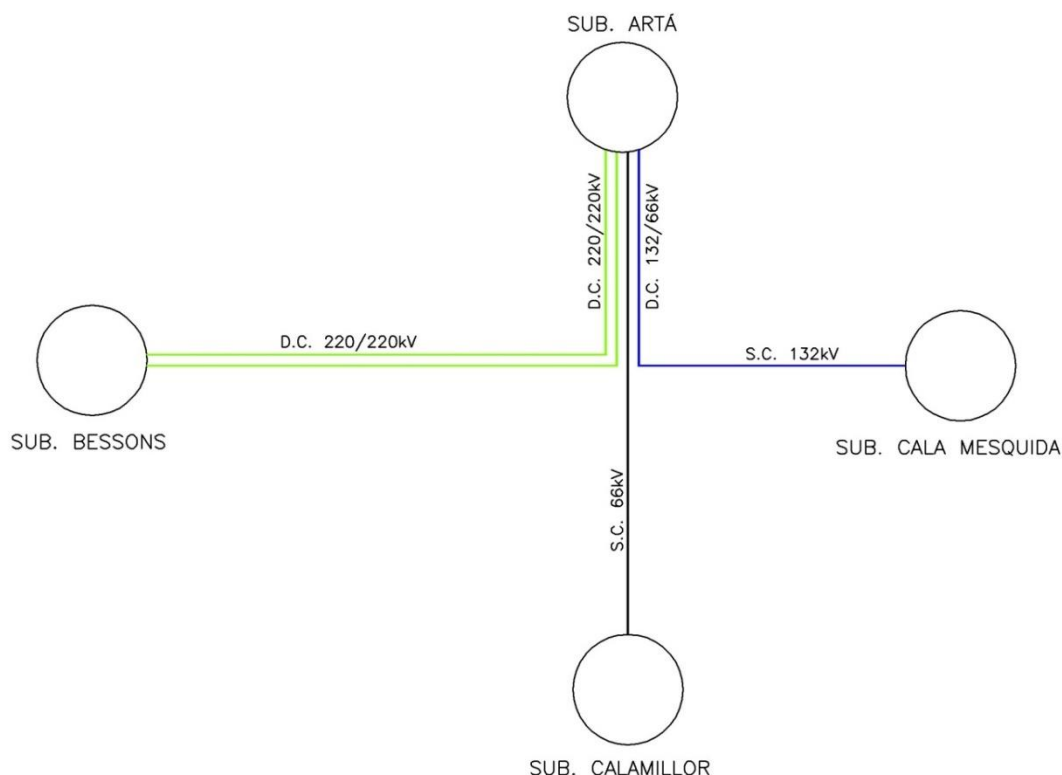 SUB. ARTÁ
D.C. 220/220kV
D.C. 132/66kV
D.C. 220/220kV
S.C. 132kV
SUB. BESSONS
SUB. CALA MESQUIDA
S.C. 66kV
SUB. CALAMILLOR